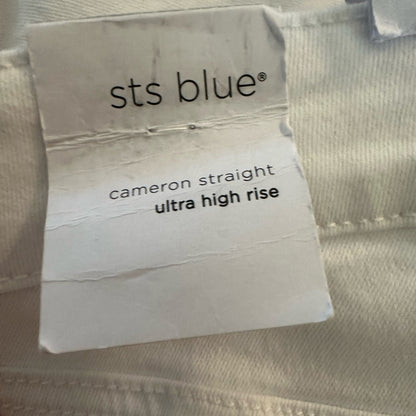 sts blue®
cameron straight
ultra high rise